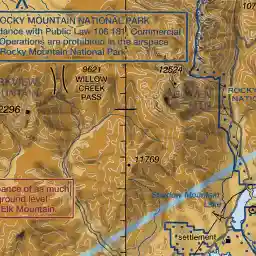 ROCKY MOUNTAIN NATIONAL PARK
dance with Public Law 106-181, Commercial
Operations are prohibited in the airspace
Rocky Mountain National Park
9621
WILLOW
CREEK
PASS
12524
2296
ROCKY
11769
ance of as much
ground level
Elk Mountain.
Shadow Mountain
Lake
settlement